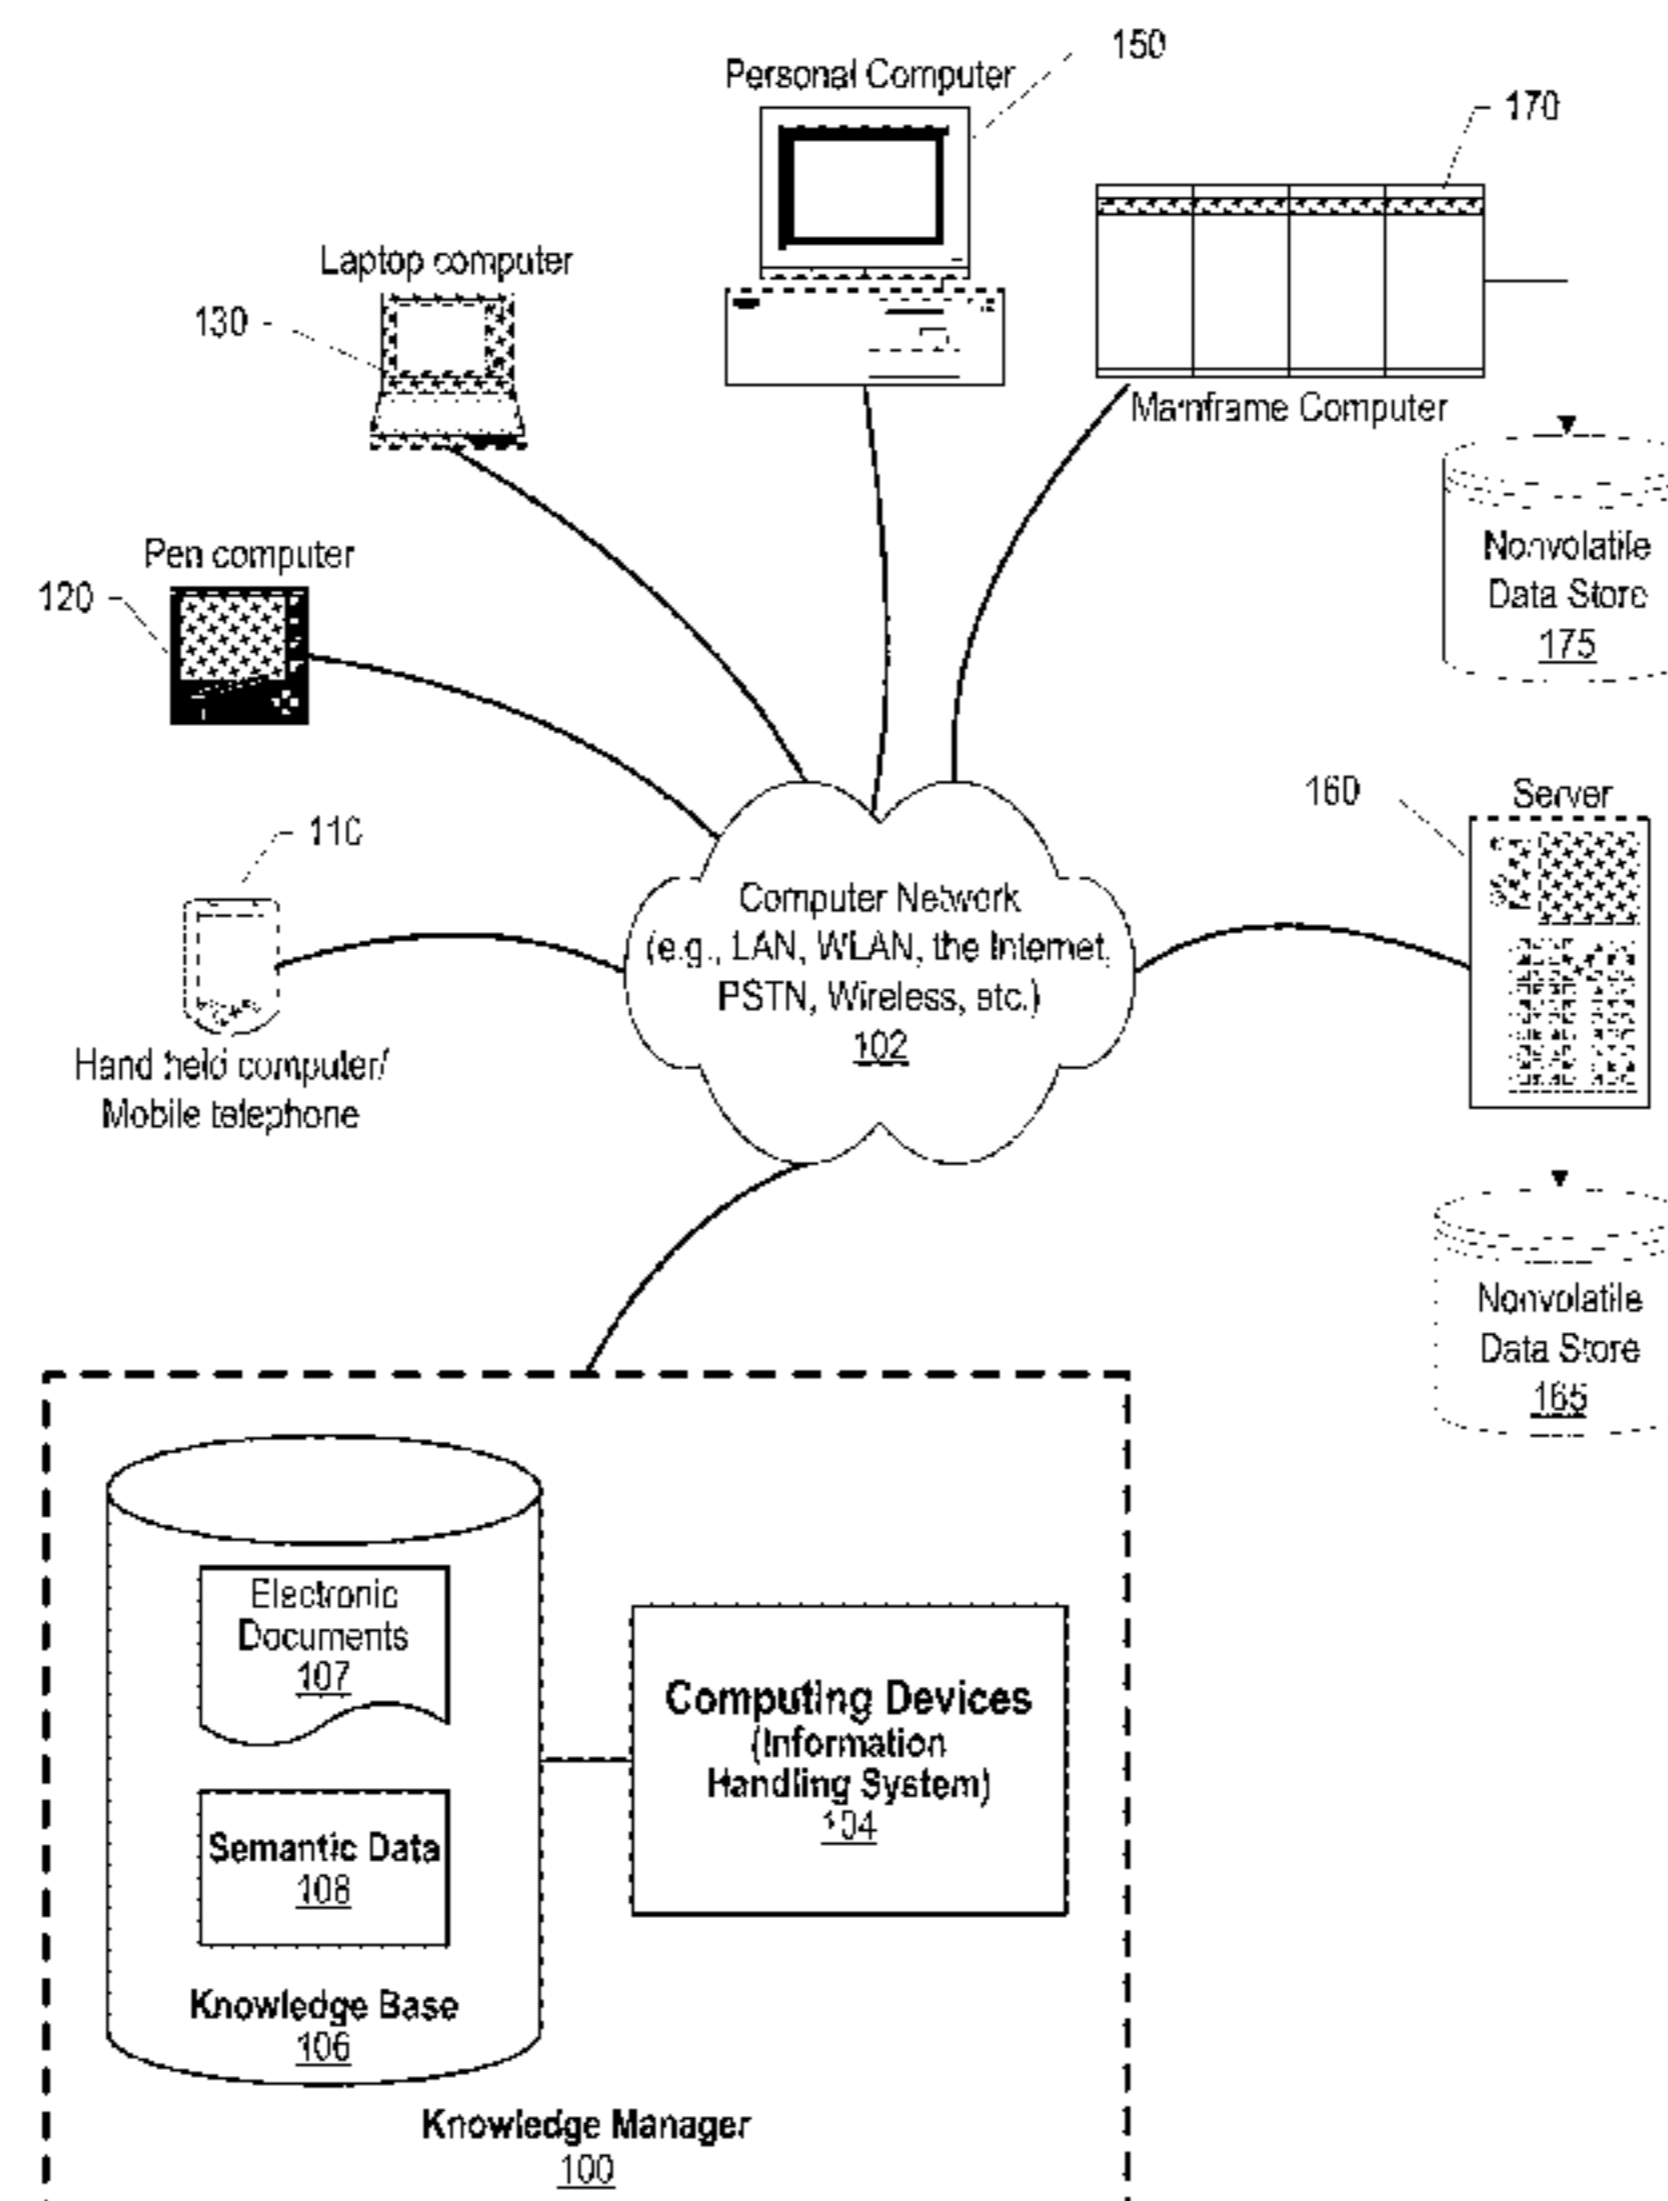 150
Personal Computer
170
Laptop computer
130
Mainframe Computer
Nonvolatile
Data Store
175
Pen computer
120
160
Server
110
Computer Network
(e.g., LAN, WLAN, the Internet,
PSTN, Wireless, etc.)
102
Hand held computer/
Mobile telephone
Nonvolatile
Data Store
165
Electronic
Documents
107
Computing Devices
(Information
Handling System)
104
Semantic Data
108
Knowledge Base
106
Knowledge Manager
100